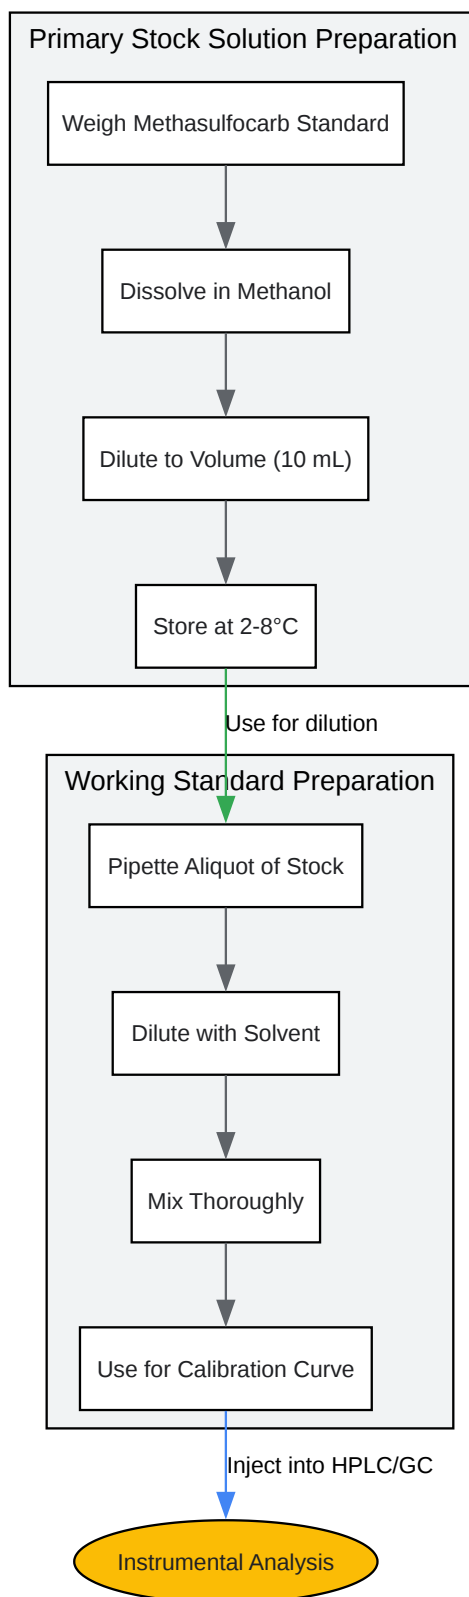 Primary Stock Solution Preparation
Weigh Methasulfocarb Standard
Dissolve in Methanol
Dilute to Volume (10 mL)
Store at 2-8°C
Use for dilution
Working Standard Preparation
Pipette Aliquot of Stock
Dilute with Solvent
Mix Thoroughly
Use for Calibration Curve
Inject into HPLC/GC
Instrumental Analysis